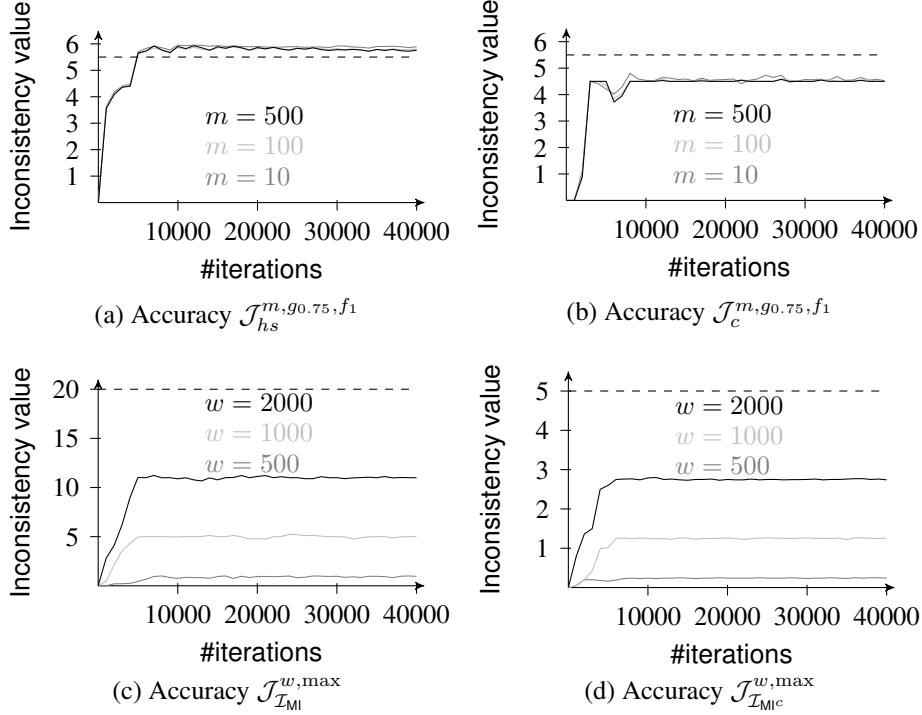 Inconsistency value
6
5
4
3
2
1
m = 500
m = 100
m = 10
10000 20000 30000 40000
#iterations
(a) Accuracy J_{hs}^{m,g_{0.75},f_1}
Inconsistency value
6
5
4
3
2
1
m = 500
m = 100
m = 10
10000 20000 30000 40000
#iterations
(b) Accuracy J_c^{m,g_{0.75},f_1}
Inconsistency value
20
15
10
5
w = 2000
w = 1000
w = 500
10000 20000 30000 40000
#iterations
(c) Accuracy J_{I_{MI}}^{w,max}
Inconsistency value
5
4
3
2
1
w = 2000
w = 1000
w = 500
10000 20000 30000 40000
#iterations
(d) Accuracy J_{I_{MI^c}}^{w,max}